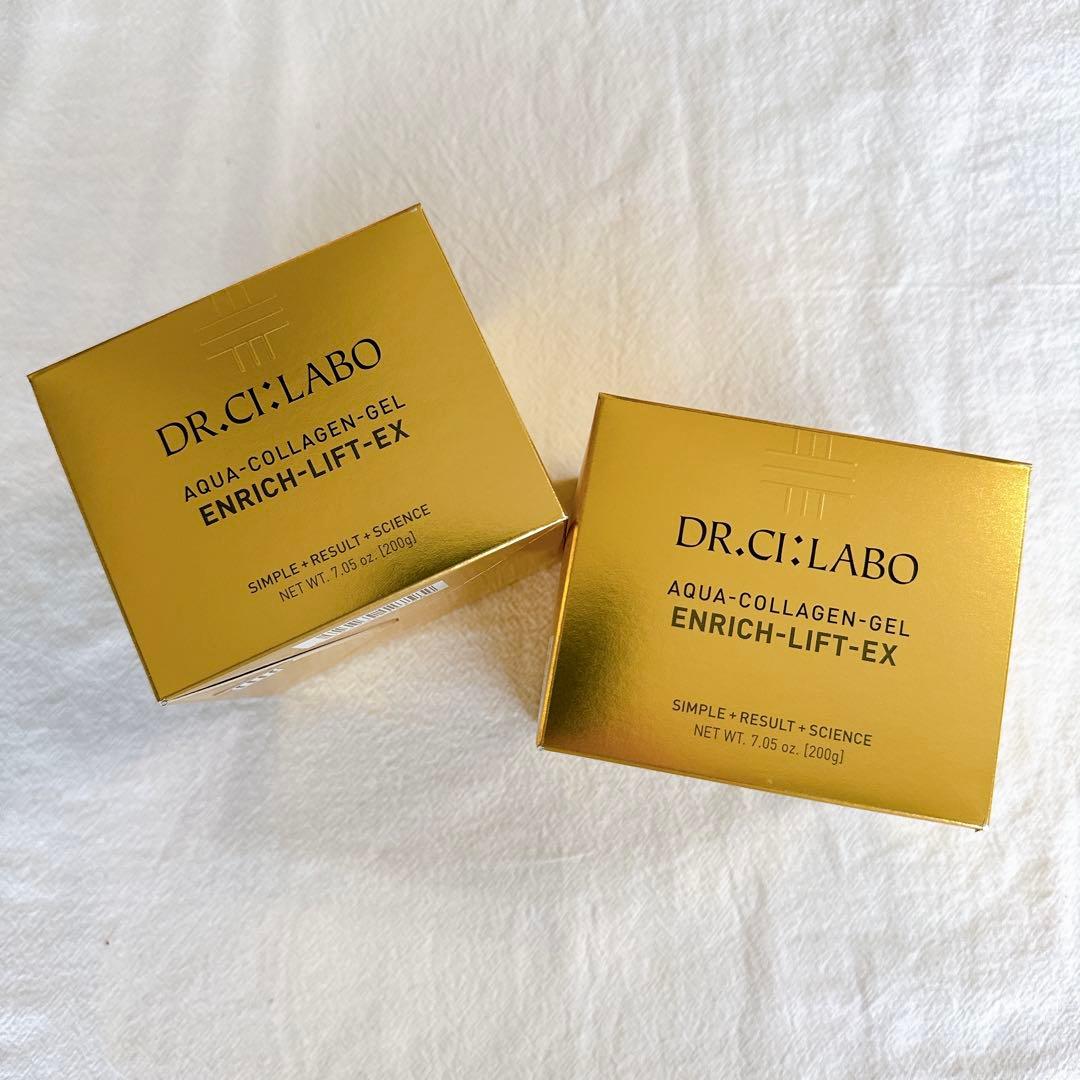 DR.CI:LABO
AQUA-COLLAGEN-GEL
ENRICH-LIFT-EX
SIMPLE+RESULT+SCIENCE
NET WT. 7.05 oz. [200g]
DR.CI:LABO
AQUA-COLLAGEN-GEL
ENRICH-LIFT-EX
SIMPLE+RESULT+SCIENCE
NET WT. 7.05 oz. [200g]